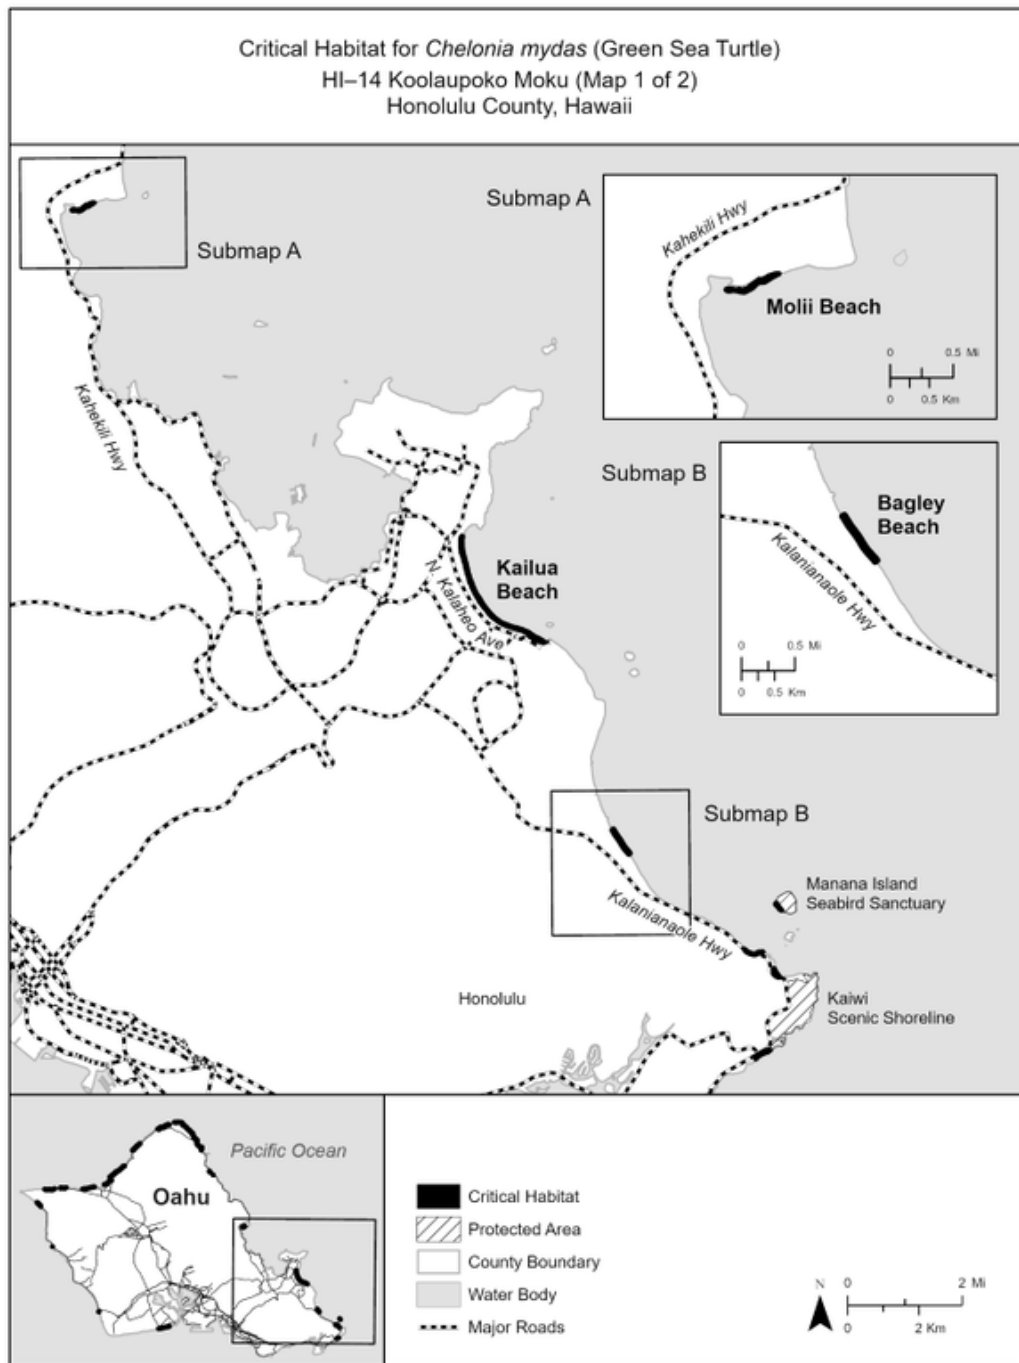 Critical Habitat for Chelonia mydas (Green Sea Turtle)
HI–14 Koolaupoko Moku (Map 1 of 2)
Honolulu County, Hawaii
Submap A
Submap A
Kahekili Hwy
Molii Beach
0 0.5 Mi
0 0.5 Km
Kahekili Hwy
Submap B
Bagley
Beach
Kalanianaole Hwy
0 0.5 Mi
0 0.5 Km
Kailua
Beach
N. Kalaheo Ave
Submap B
Kalanianaole Hwy
Manana Island
Seabird Sanctuary
Honolulu
Kaiwi
Scenic Shoreline
Pacific Ocean
Oahu
Critical Habitat
Protected Area
County Boundary
Water Body
Major Roads
N
0 2 Mi
0 2 Km